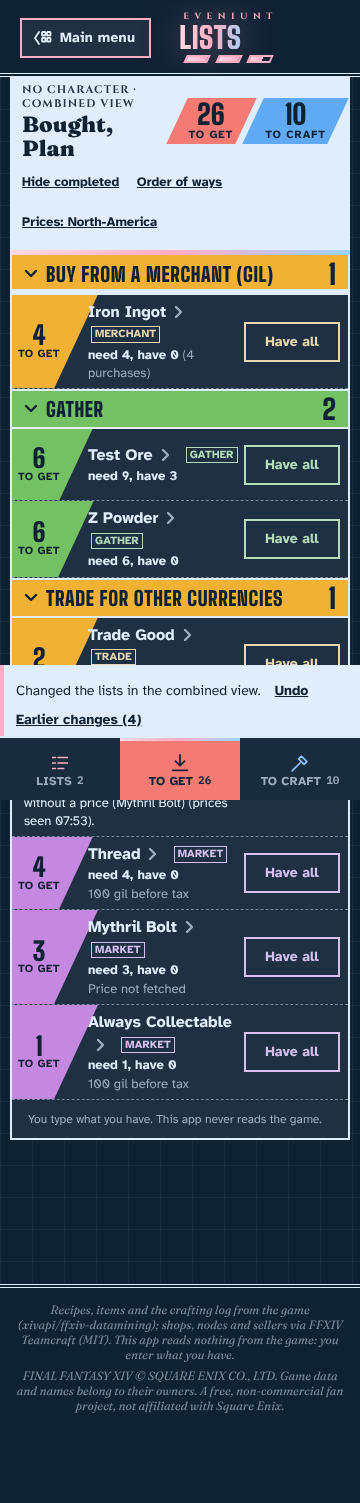 Main menu
EVENIUNT
LISTS
NO CHARACTER ·
COMBINED VIEW
Bought,
Plan
26
TO GET
10
TO CRAFT
Hide completed Order of ways
Prices: North-America
BUY FROM A MERCHANT (GIL) 1
4
TO GET
Iron Ingot
MERCHANT
need 4, have 0 (4
purchases)
Have all
GATHER 2
6
TO GET
Test Ore GATHER
need 9, have 3
Have all
6
TO GET
Z Powder
GATHER
need 6, have 0
Have all
TRADE FOR OTHER CURRENCIES 1
2
Trade Good
TRADE
Have all
Changed the lists in the combined view. Undo
Earlier changes (4)
LISTS 2
TO GET 26
TO CRAFT 10
without a price (Mythril Bolt) (prices
seen 07:53).
4
TO GET
Thread MARKET
need 4, have 0
100 gil before tax
Have all
3
TO GET
Mythril Bolt
MARKET
need 3, have 0
Price not fetched
Have all
1
TO GET
Always Collectable
MARKET
need 1, have 0
100 gil before tax
Have all
You type what you have. This app never reads the game.
Recipes, items and the crafting log from the game
(xivapi/ffxiv-datamining); shops, nodes and sellers via FFXIV
Teamcraft (MIT). This app reads nothing from the game: you
enter what you have.
FINAL FANTASY XIV © SQUARE ENIX CO., LTD. Game data
and names belong to their owners. A free, non-commercial fan
project, not affiliated with Square Enix.